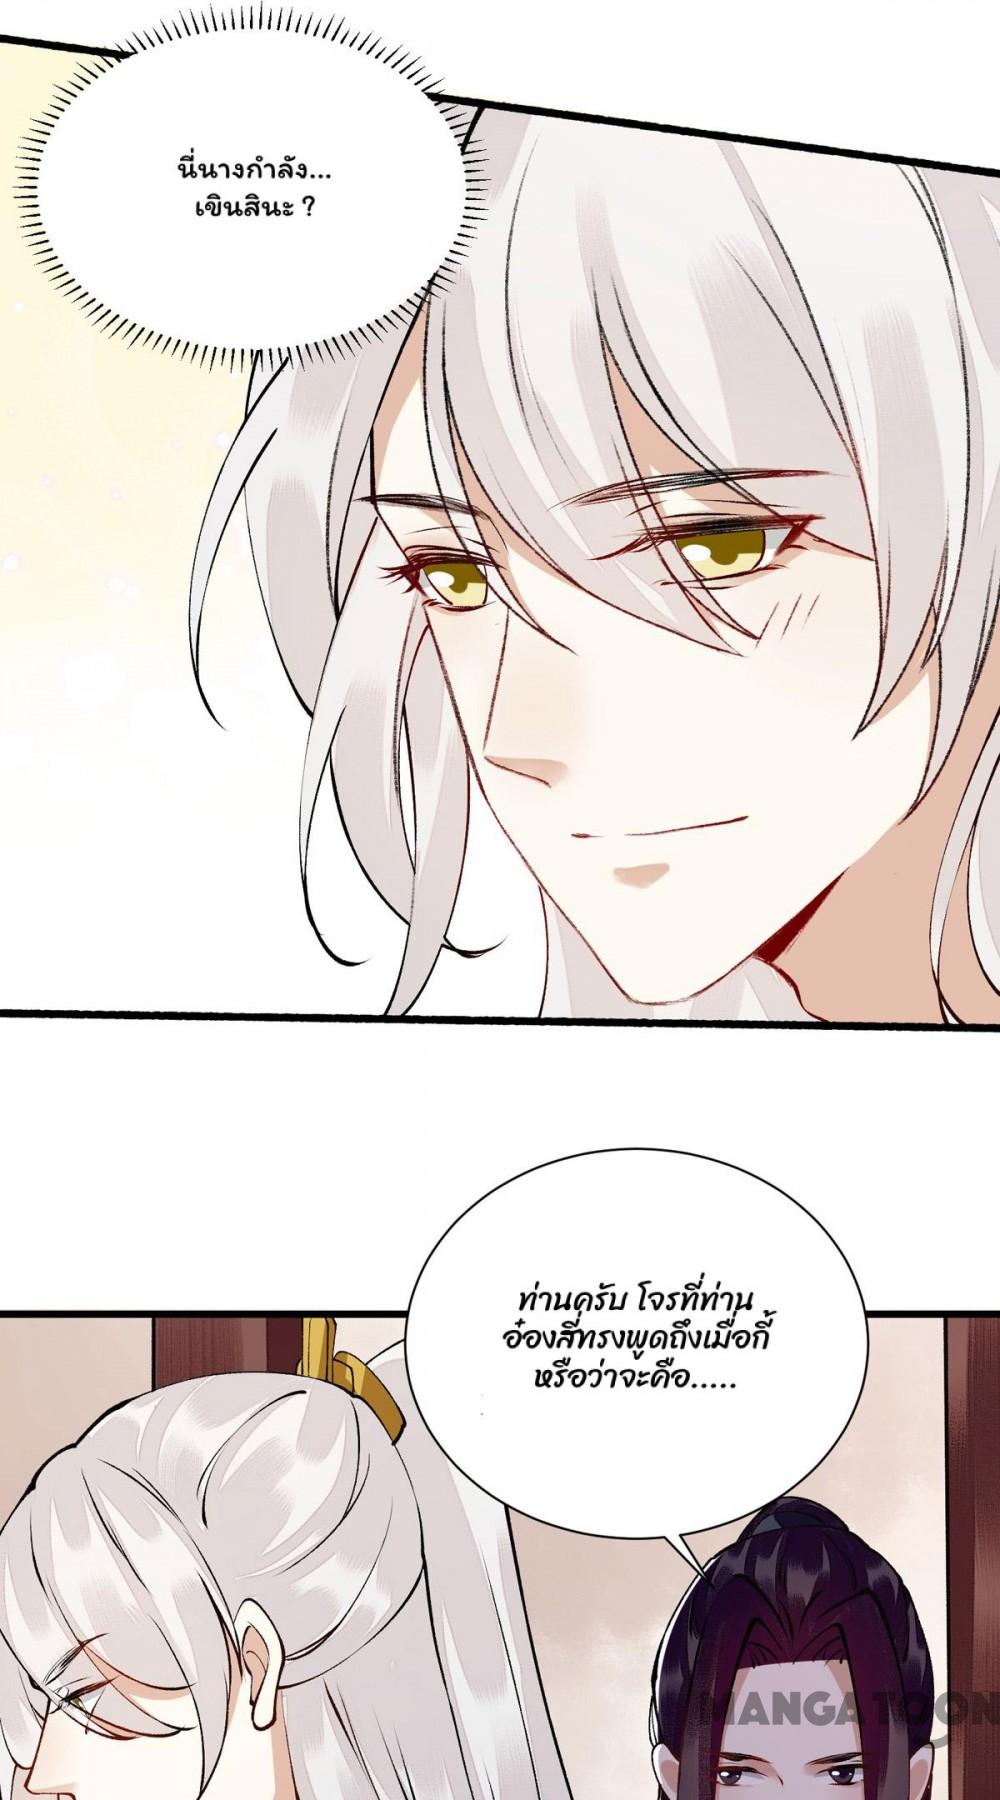 นี่นางกำลัง...
เขินสินะ ?
ท่านครับ โจรที่ท่าน
อ๋องสี่ทรงพูดถึงเมื่อกี้
หรือว่าจะคือ.....
MANGATOON